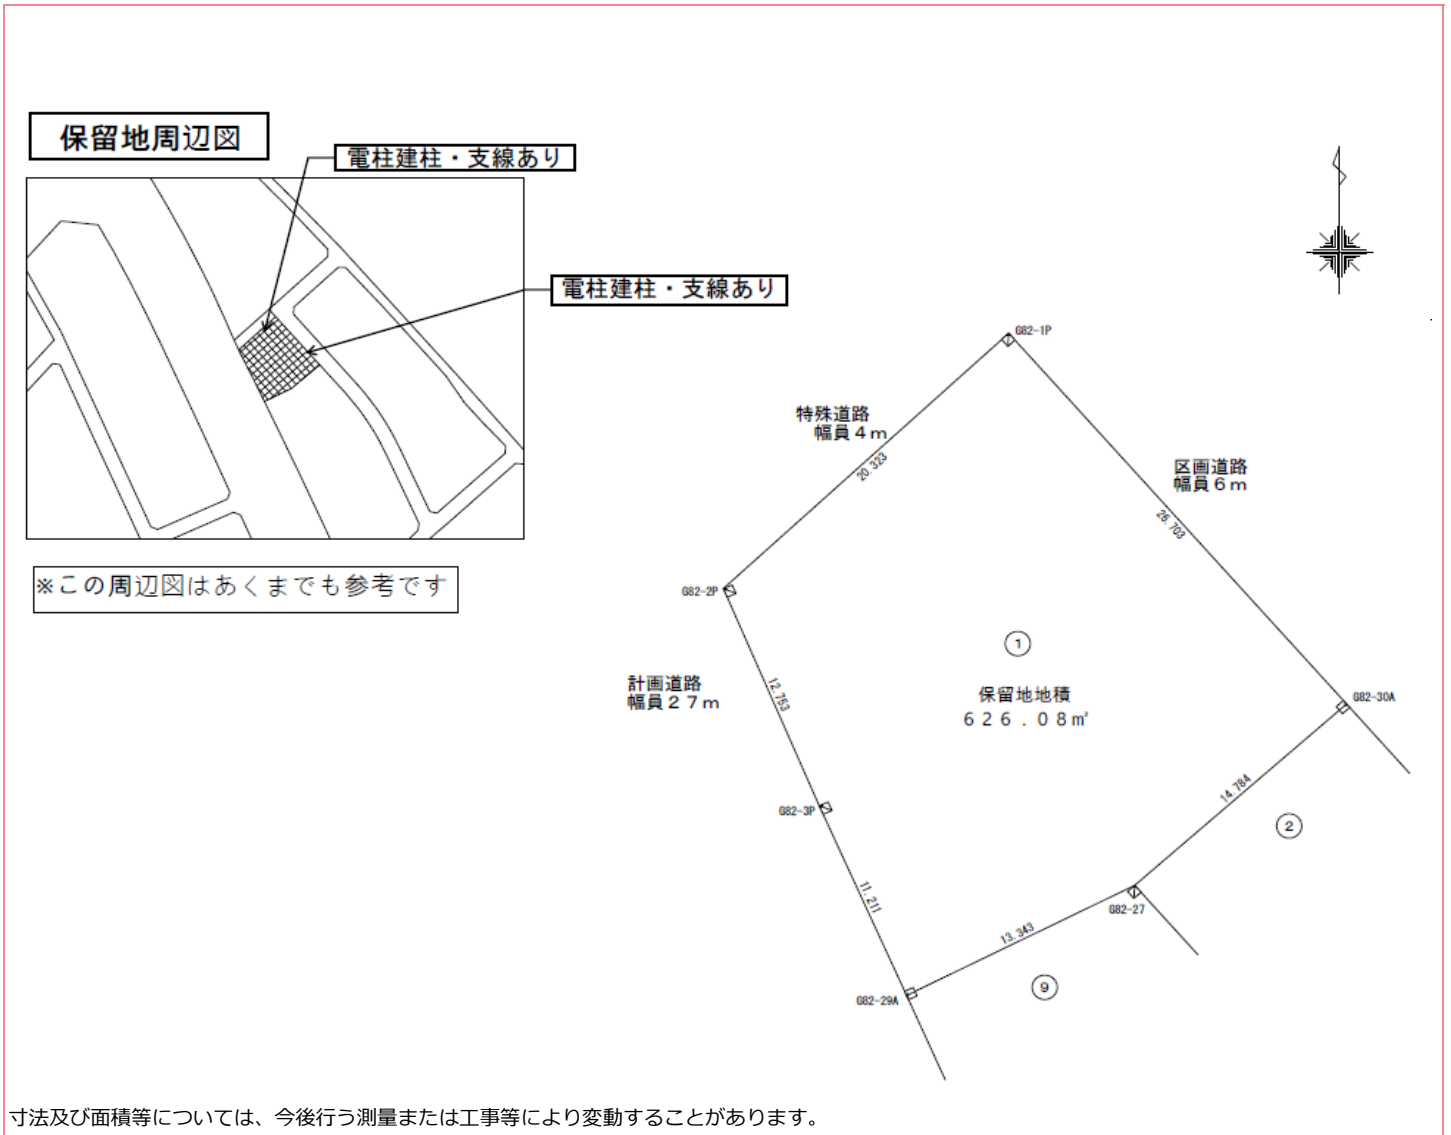 保留地周辺図
電柱建柱・支線あり
電柱建柱・支線あり
※この周辺図はあくまでも参考です
G82-1P
特殊道路
幅員4m
20.323
区画道路
幅員6m
26.703
G82-2P
計画道路
幅員27m
12.753
①
保留地地積
626.08㎡
G82-30A
G82-3P
14.784
②
11.211
G82-27
13.343
⑨
G82-29A
寸法及び面積等については、今後行う測量または工事等により変動することがあります。